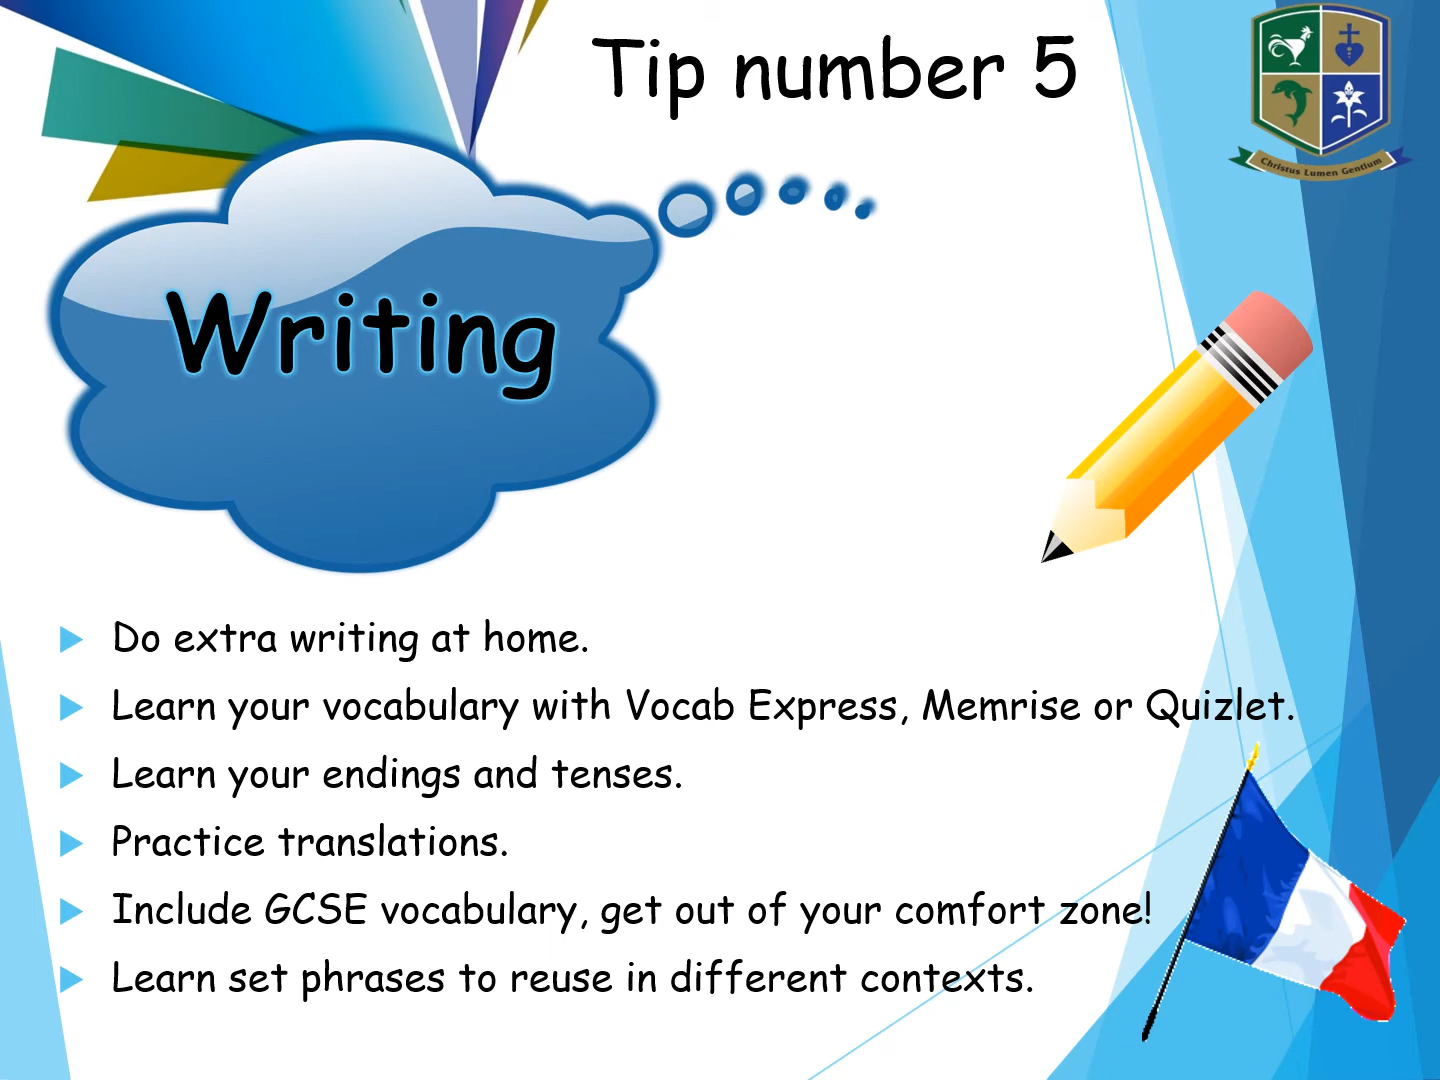 Tip number 5
Christus Lumen Gentium
Writing
Do extra writing at home.
Learn your vocabulary with Vocab Express, Memrise or Quizlet.
Learn your endings and tenses.
Practice translations.
Include GCSE vocabulary, get out of your comfort zone!
Learn set phrases to reuse in different contexts.